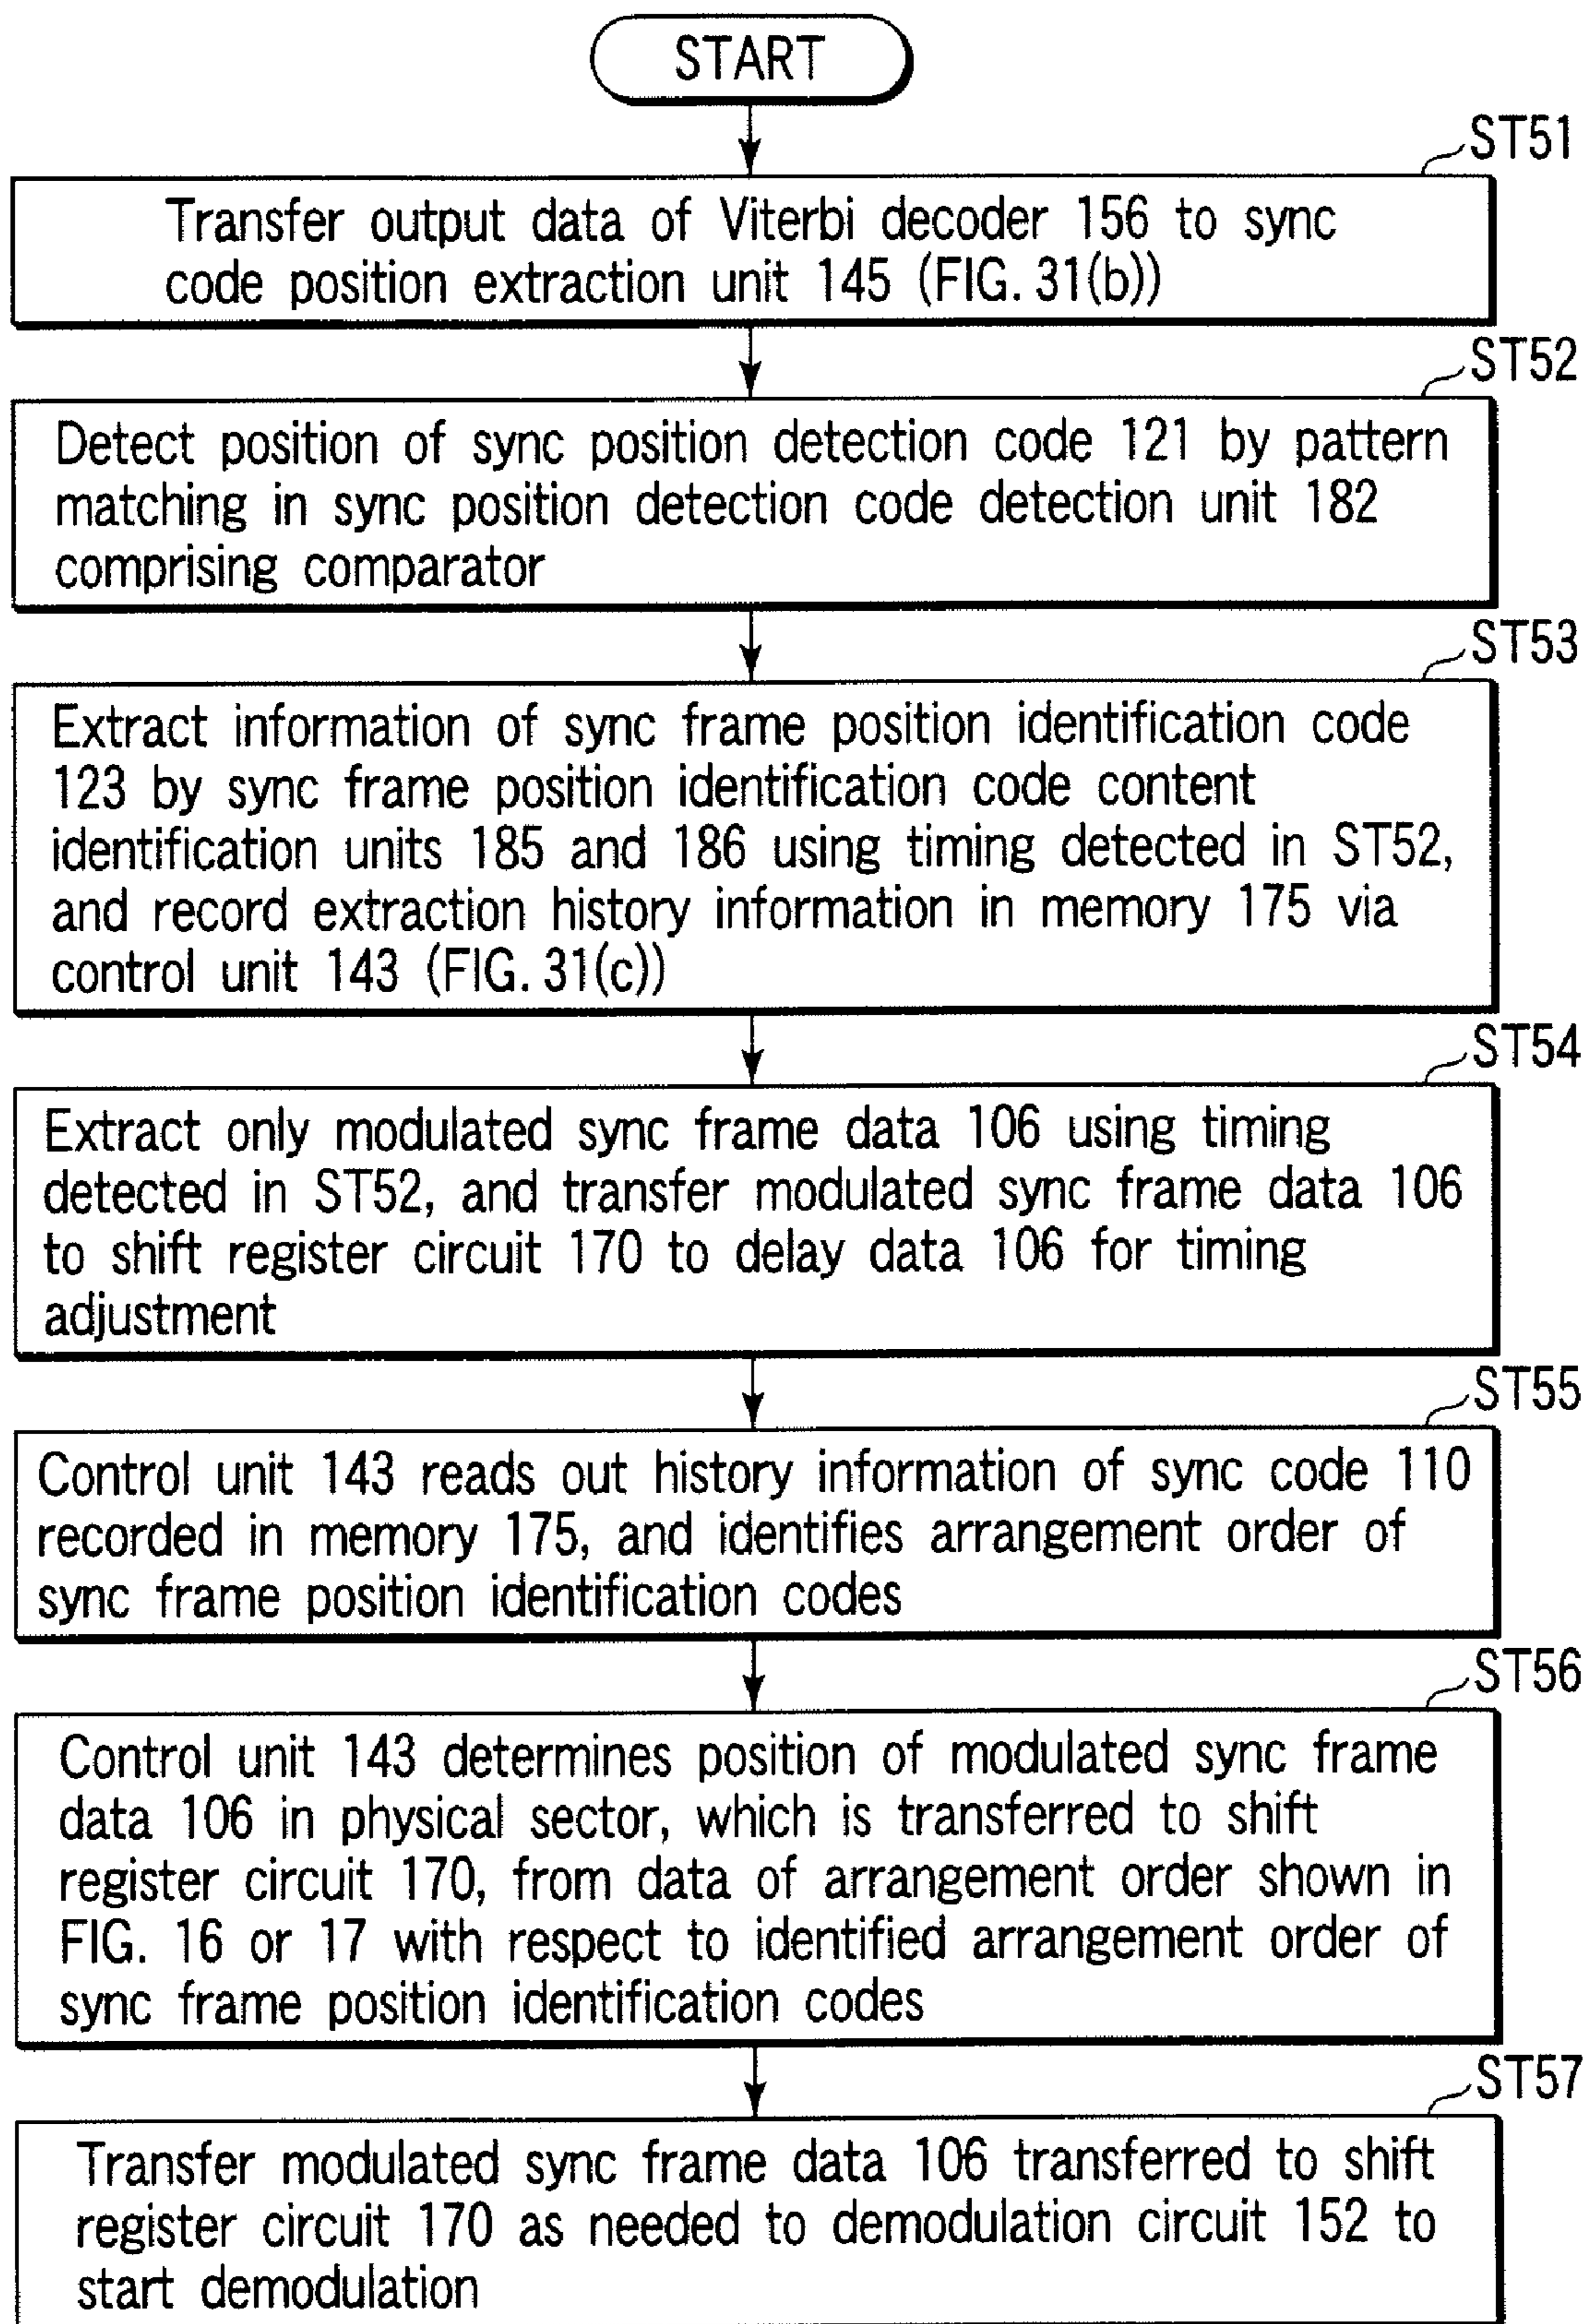 START
ST51
Transfer output data of Viterbi decoder 156 to sync
code position extraction unit 145 (FIG. 31(b))
ST52
Detect position of sync position detection code 121 by pattern
matching in sync position detection code detection unit 182
comprising comparator
ST53
Extract information of sync frame position identification code
123 by sync frame position identification code content
identification units 185 and 186 using timing detected in ST52,
and record extraction history information in memory 175 via
control unit 143 (FIG. 31(c))
ST54
Extract only modulated sync frame data 106 using timing
detected in ST52, and transfer modulated sync frame data 106
to shift register circuit 170 to delay data 106 for timing
adjustment
ST55
Control unit 143 reads out history information of sync code 110
recorded in memory 175, and identifies arrangement order of
sync frame position identification codes
ST56
Control unit 143 determines position of modulated sync frame
data 106 in physical sector, which is transferred to shift
register circuit 170, from data of arrangement order shown in
FIG. 16 or 17 with respect to identified arrangement order of
sync frame position identification codes
ST57
Transfer modulated sync frame data 106 transferred to shift
register circuit 170 as needed to demodulation circuit 152 to
start demodulation